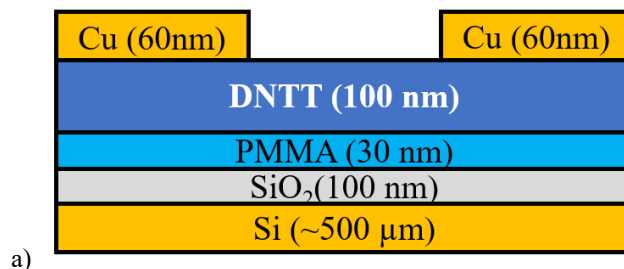 Cu (60nm) Cu (60nm)
DNTT (100 nm)
PMMA (30 nm)
SiO₂(100 nm)
Si (~500 µm)
a)